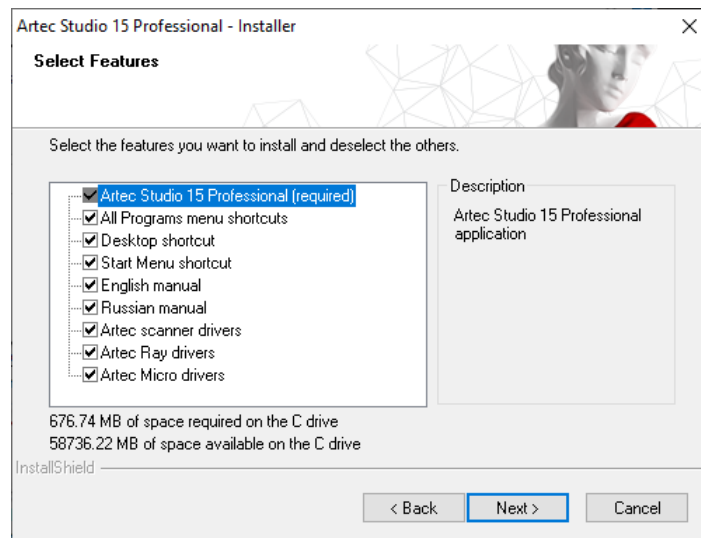 Artec Studio 15 Professional - Installer
Select Features
Select the features you want to install and deselect the others.
Artec Studio 15 Professional (required)
All Programs menu shortcuts
Desktop shortcut
Start Menu shortcut
English manual
Russian manual
Artec scanner drivers
Artec Ray drivers
Artec Micro drivers
Description
Artec Studio 15 Professional
application
676.74 MB of space required on the C drive
58736.22 MB of space available on the C drive
InstallShield
< Back
Next >
Cancel